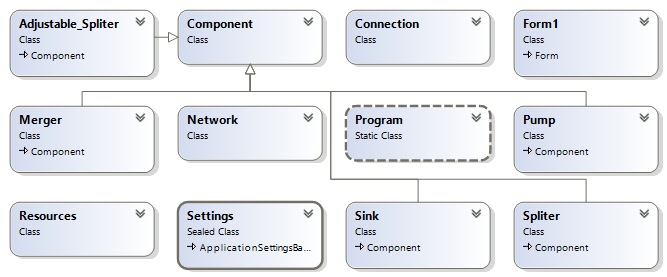 Adjustable_Spliter
Class
Component
Component
Class
Connection
Class
Form1
Class
Form
Merger
Class
Component
Network
Class
Program
Static Class
Pump
Class
Component
Resources
Class
Settings
Sealed Class
ApplicationSettingsBa...
Sink
Class
Component
Spliter
Class
Component